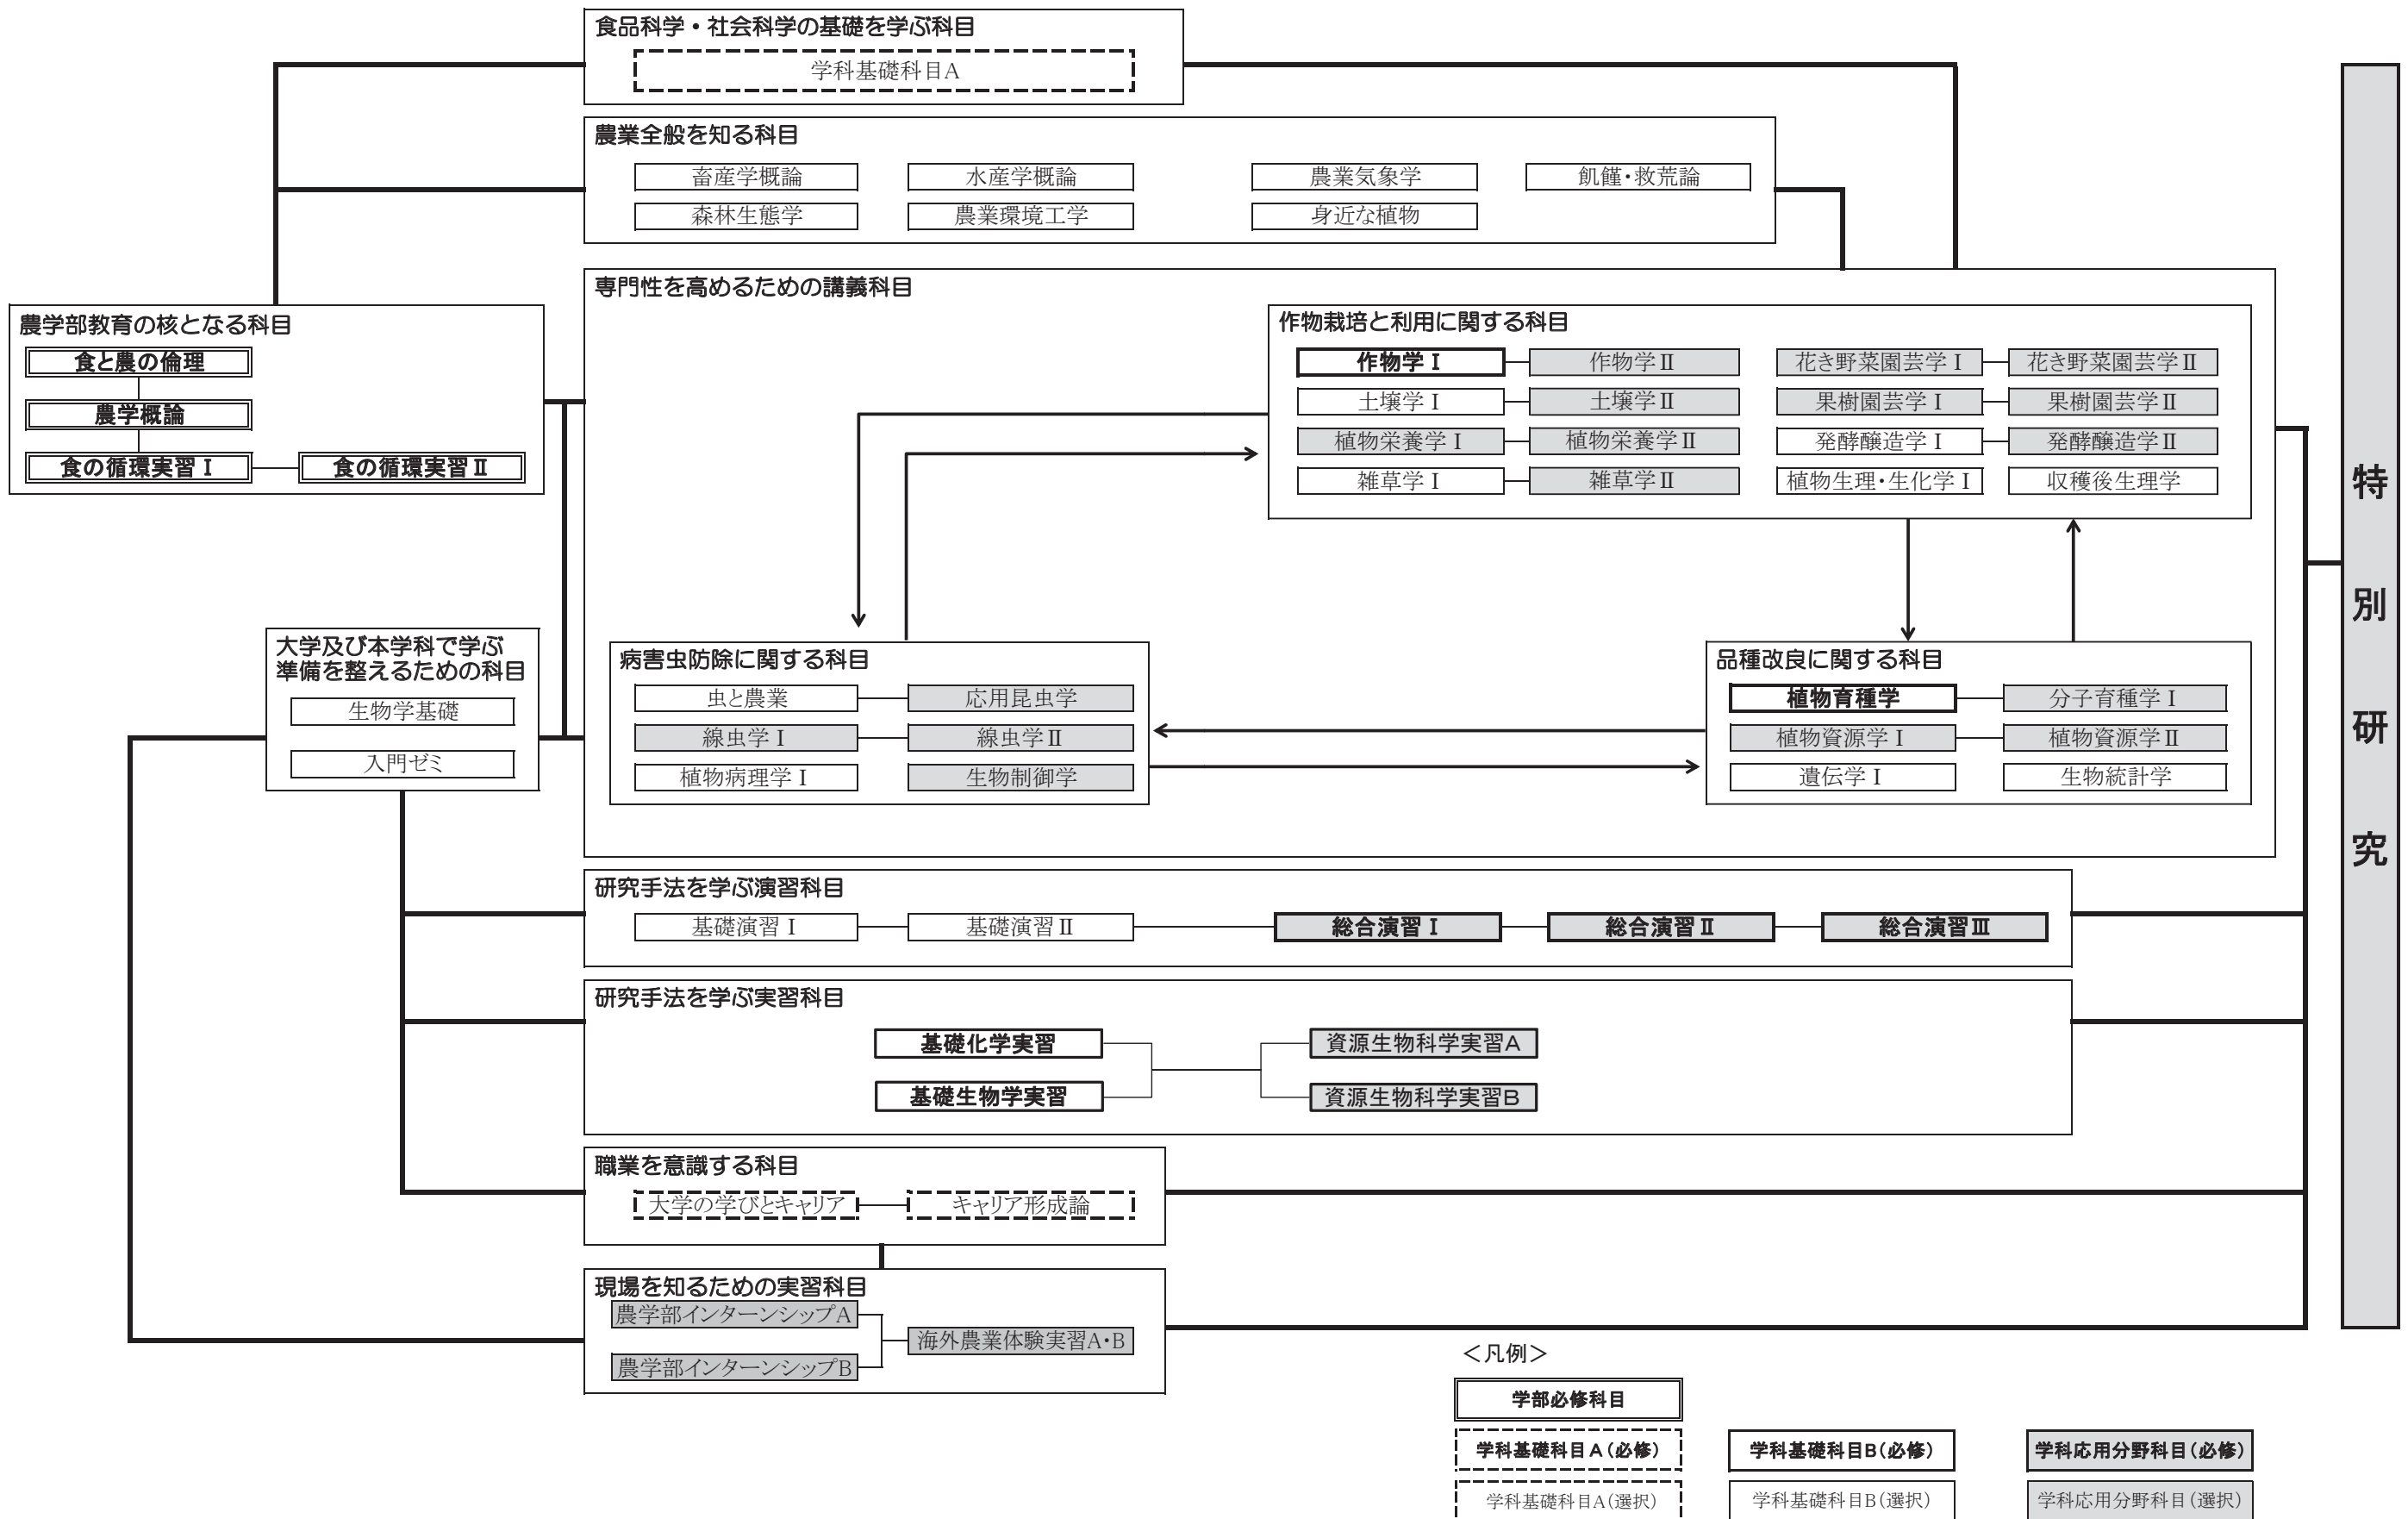 食品科学・社会科学の基礎を学ぶ科目
学科基礎科目A
農業全般を知る科目
畜産学概論
水産学概論
農業気象学
飢饉・救荒論
森林生態学
農業環境工学
身近な植物
農学部教育の核となる科目
食と農の倫理
農学概論
食の循環実習Ⅰ
食の循環実習Ⅱ
専門性を高めるための講義科目
作物栽培と利用に関する科目
作物学Ⅰ
作物学Ⅱ
花き野菜園芸学Ⅰ
花き野菜園芸学Ⅱ
土壌学Ⅰ
土壌学Ⅱ
果樹園芸学Ⅰ
果樹園芸学Ⅱ
植物栄養学Ⅰ
植物栄養学Ⅱ
発酵醸造学Ⅰ
発酵醸造学Ⅱ
雑草学Ⅰ
雑草学Ⅱ
植物生理・生化学Ⅰ
収穫後生理学
大学及び本学科で学ぶ
準備を整えるための科目
生物学基礎
入門ゼミ
病害虫防除に関する科目
虫と農業
応用昆虫学
線虫学Ⅰ
線虫学Ⅱ
植物病理学Ⅰ
生物制御学
品種改良に関する科目
植物育種学
分子育種学Ⅰ
植物資源学Ⅰ
植物資源学Ⅱ
遺伝学Ⅰ
生物統計学
研究手法を学ぶ演習科目
基礎演習Ⅰ
基礎演習Ⅱ
総合演習Ⅰ
総合演習Ⅱ
総合演習Ⅲ
研究手法を学ぶ実習科目
基礎化学実習
資源生物科学実習A
基礎生物学実習
資源生物科学実習B
職業を意識する科目
大学の学びとキャリア
キャリア形成論
現場を知るための実習科目
農学部インターンシップA
海外農業体験実習A・B
農学部インターンシップB
特別研究
＜凡例＞
学部必修科目
学科基礎科目A（必修）
学科基礎科目B（必修）
学科応用分野科目（必修）
学科基礎科目A（選択）
学科基礎科目B（選択）
学科応用分野科目（選択）